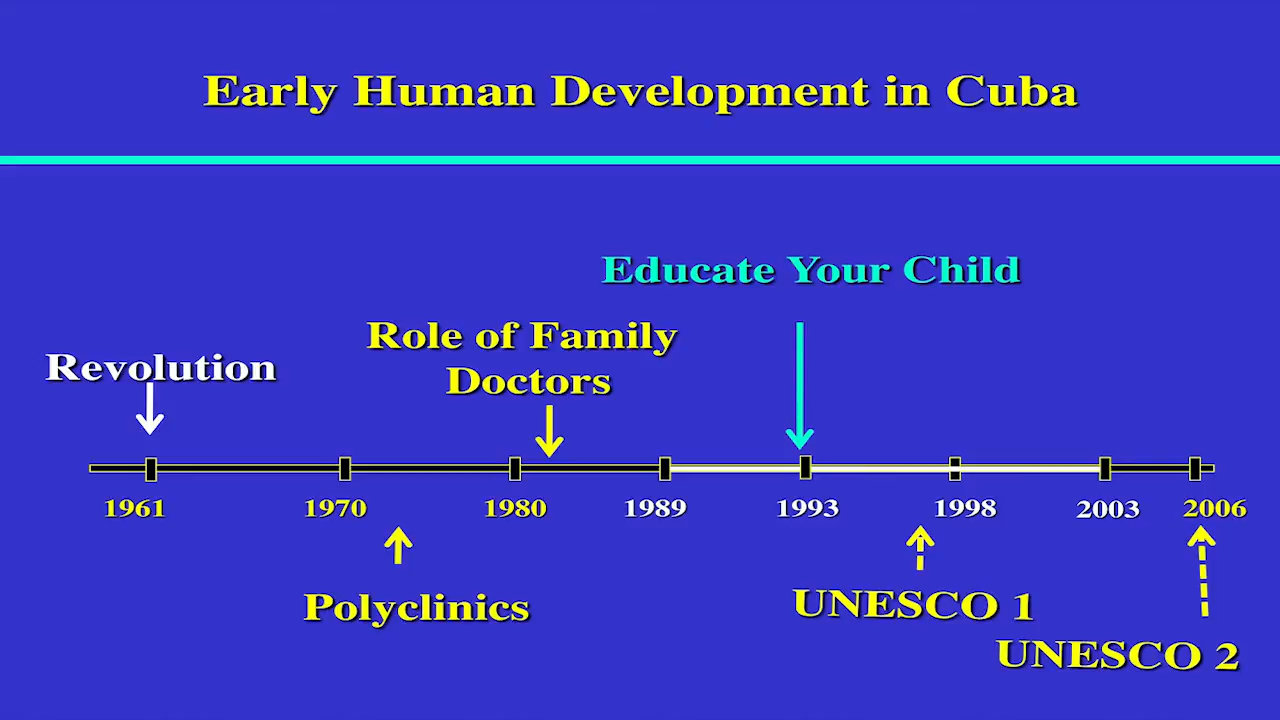 Early Human Development in Cuba
Educate Your Child
Role of Family
Doctors
Revolution
1961
1970
1980
1989
1993
1998
2003
2006
Polyclinics
UNESCO 1
UNESCO 2